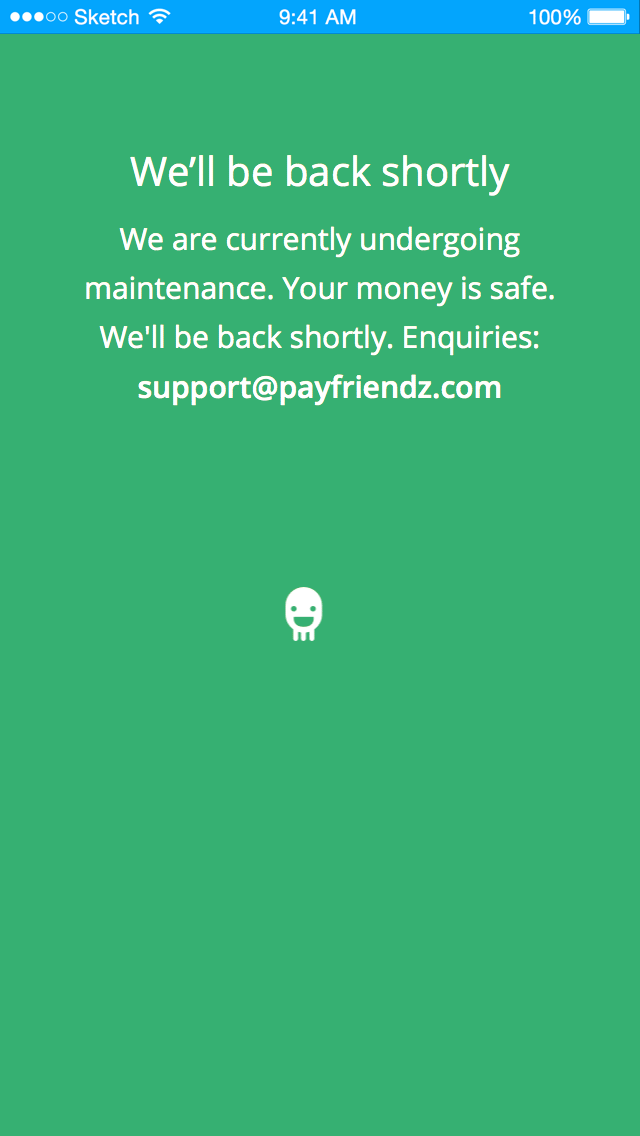 Sketch 9:41 AM 100%
We’ll be back shortly
We are currently undergoing
maintenance. Your money is safe.
We'll be back shortly. Enquiries:
support@payfriendz.com